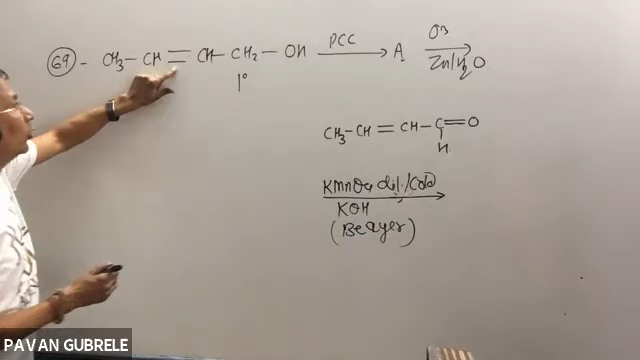 69 - CH3 - CH = CH - CH2 - OH PCC A O3
1° Zn/H2O
CH3 - CH = CH - C = O
H
KMnO4 dil./Cold
KOH
(Beayer)
PAVAN GUBRELE